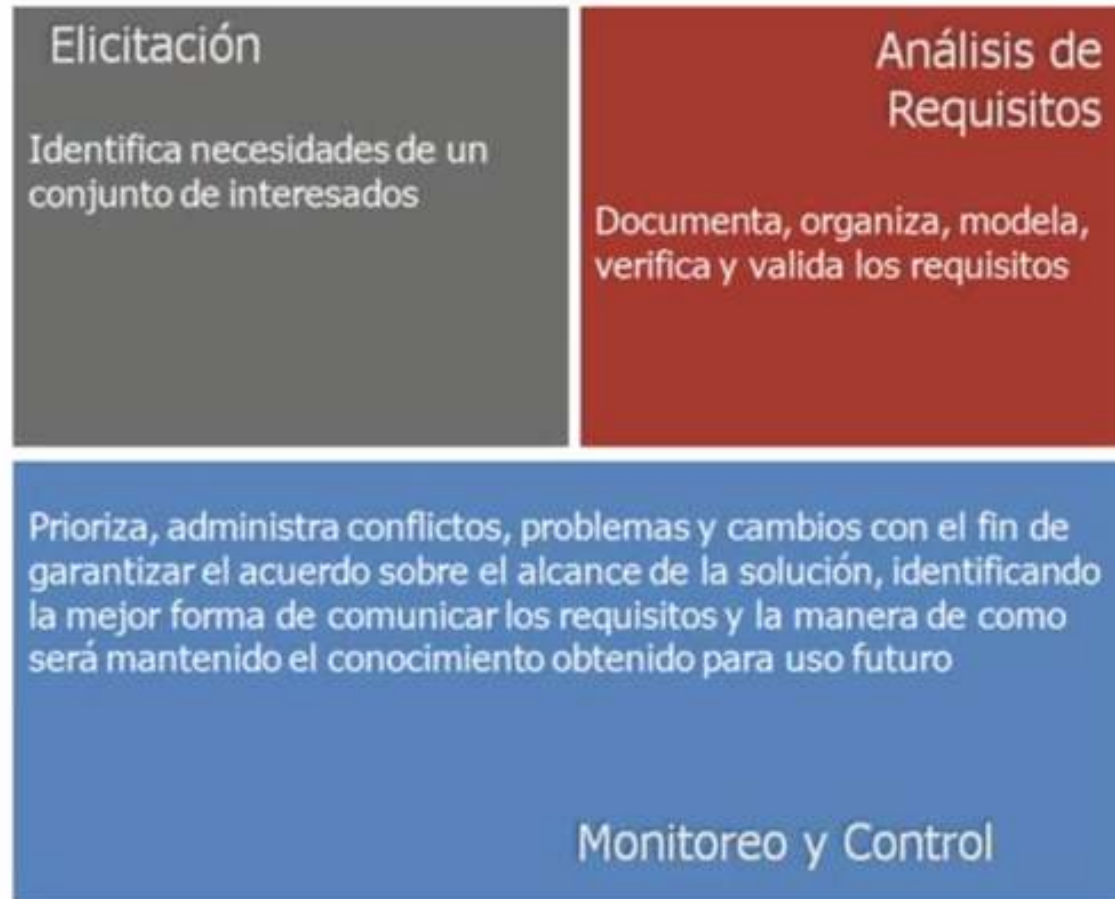 Elicitación
Identifica necesidades de un
conjunto de interesados
Análisis de
Requisitos
Documenta, organiza, modela,
verifica y valida los requisitos
Prioriza, administra conflictos, problemas y cambios con el fin de
garantizar el acuerdo sobre el alcance de la solución, identificando
la mejor forma de comunicar los requisitos y la manera de como
será mantenido el conocimiento obtenido para uso futuro
Monitoreo y Control